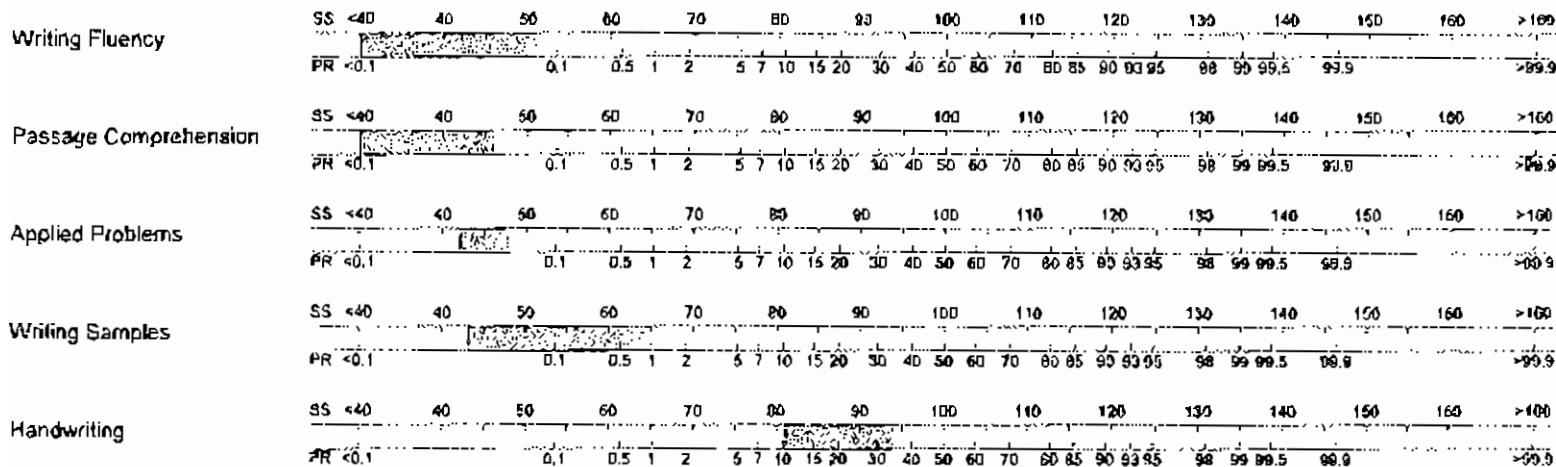 SS <40 40 50 60 70 80 90 100 110 120 130 140 150 160 >160
Writing Fluency
PR <0.1 0.1 0.5 1 2 5 7 10 15 20 30 40 50 60 70 80 85 90 93 95 98 99 99.5 99.9 >99.9
SS <40 40 50 60 70 80 90 100 110 120 130 140 150 160 >160
Passage Comprehension
PR <0.1 0.1 0.5 1 2 5 7 10 15 20 30 40 50 60 70 80 85 90 93 95 98 99 99.5 99.9 >99.9
SS <40 40 50 60 70 80 90 100 110 120 130 140 150 160 >160
Applied Problems
PR <0.1 0.1 0.5 1 2 5 7 10 15 20 30 40 50 60 70 80 85 90 93 95 98 99 99.5 99.9 >99.9
SS <40 40 50 60 70 80 90 100 110 120 130 140 150 160 >160
Writing Samples
PR <0.1 0.1 0.5 1 2 5 7 10 15 20 30 40 50 60 70 80 85 90 93 95 98 99 99.5 99.9 >99.9
SS <40 40 50 60 70 80 90 100 110 120 130 140 150 160 >160
Handwriting
PR <0.1 0.1 0.5 1 2 5 7 10 15 20 30 40 50 60 70 80 85 90 93 95 98 99 99.5 99.9 >99.9